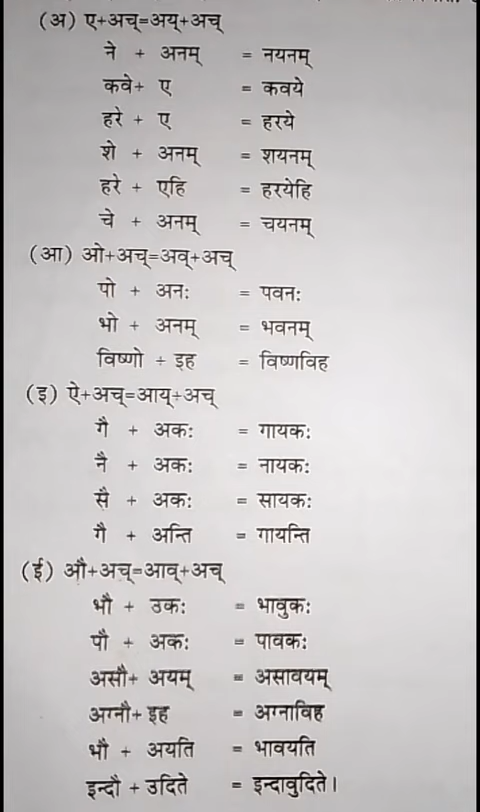 (अ) ए+अच्=अय्+अच्
ने + अनम् = नयनम्
कवे+ ए = कवये
हरे + ए = हरये
शे + अनम् = शयनम्
हरे + एहि = हरयेहि
चे + अनम् = चयनम्
(आ) ओ+अच्=अव्+अच्
पो + अनः = पवनः
भो + अनम् = भवनम्
विष्णो + इह = विष्णविह
(इ) ऐ+अच्=आय्+अच्
गै + अकः = गायकः
नै + अकः = नायकः
सै + अकः = सायकः
गै + अन्ति = गायन्ति
(ई) औ+अच्=आव्+अच्
भौ + उकः = भावुकः
पौ + अकः = पावकः
असौ+ अयम् = असावयम्
अग्नौ+ इह = अग्नाविह
भौ + अयति = भावयति
इन्दौ + उदिते = इन्दावुदिते।